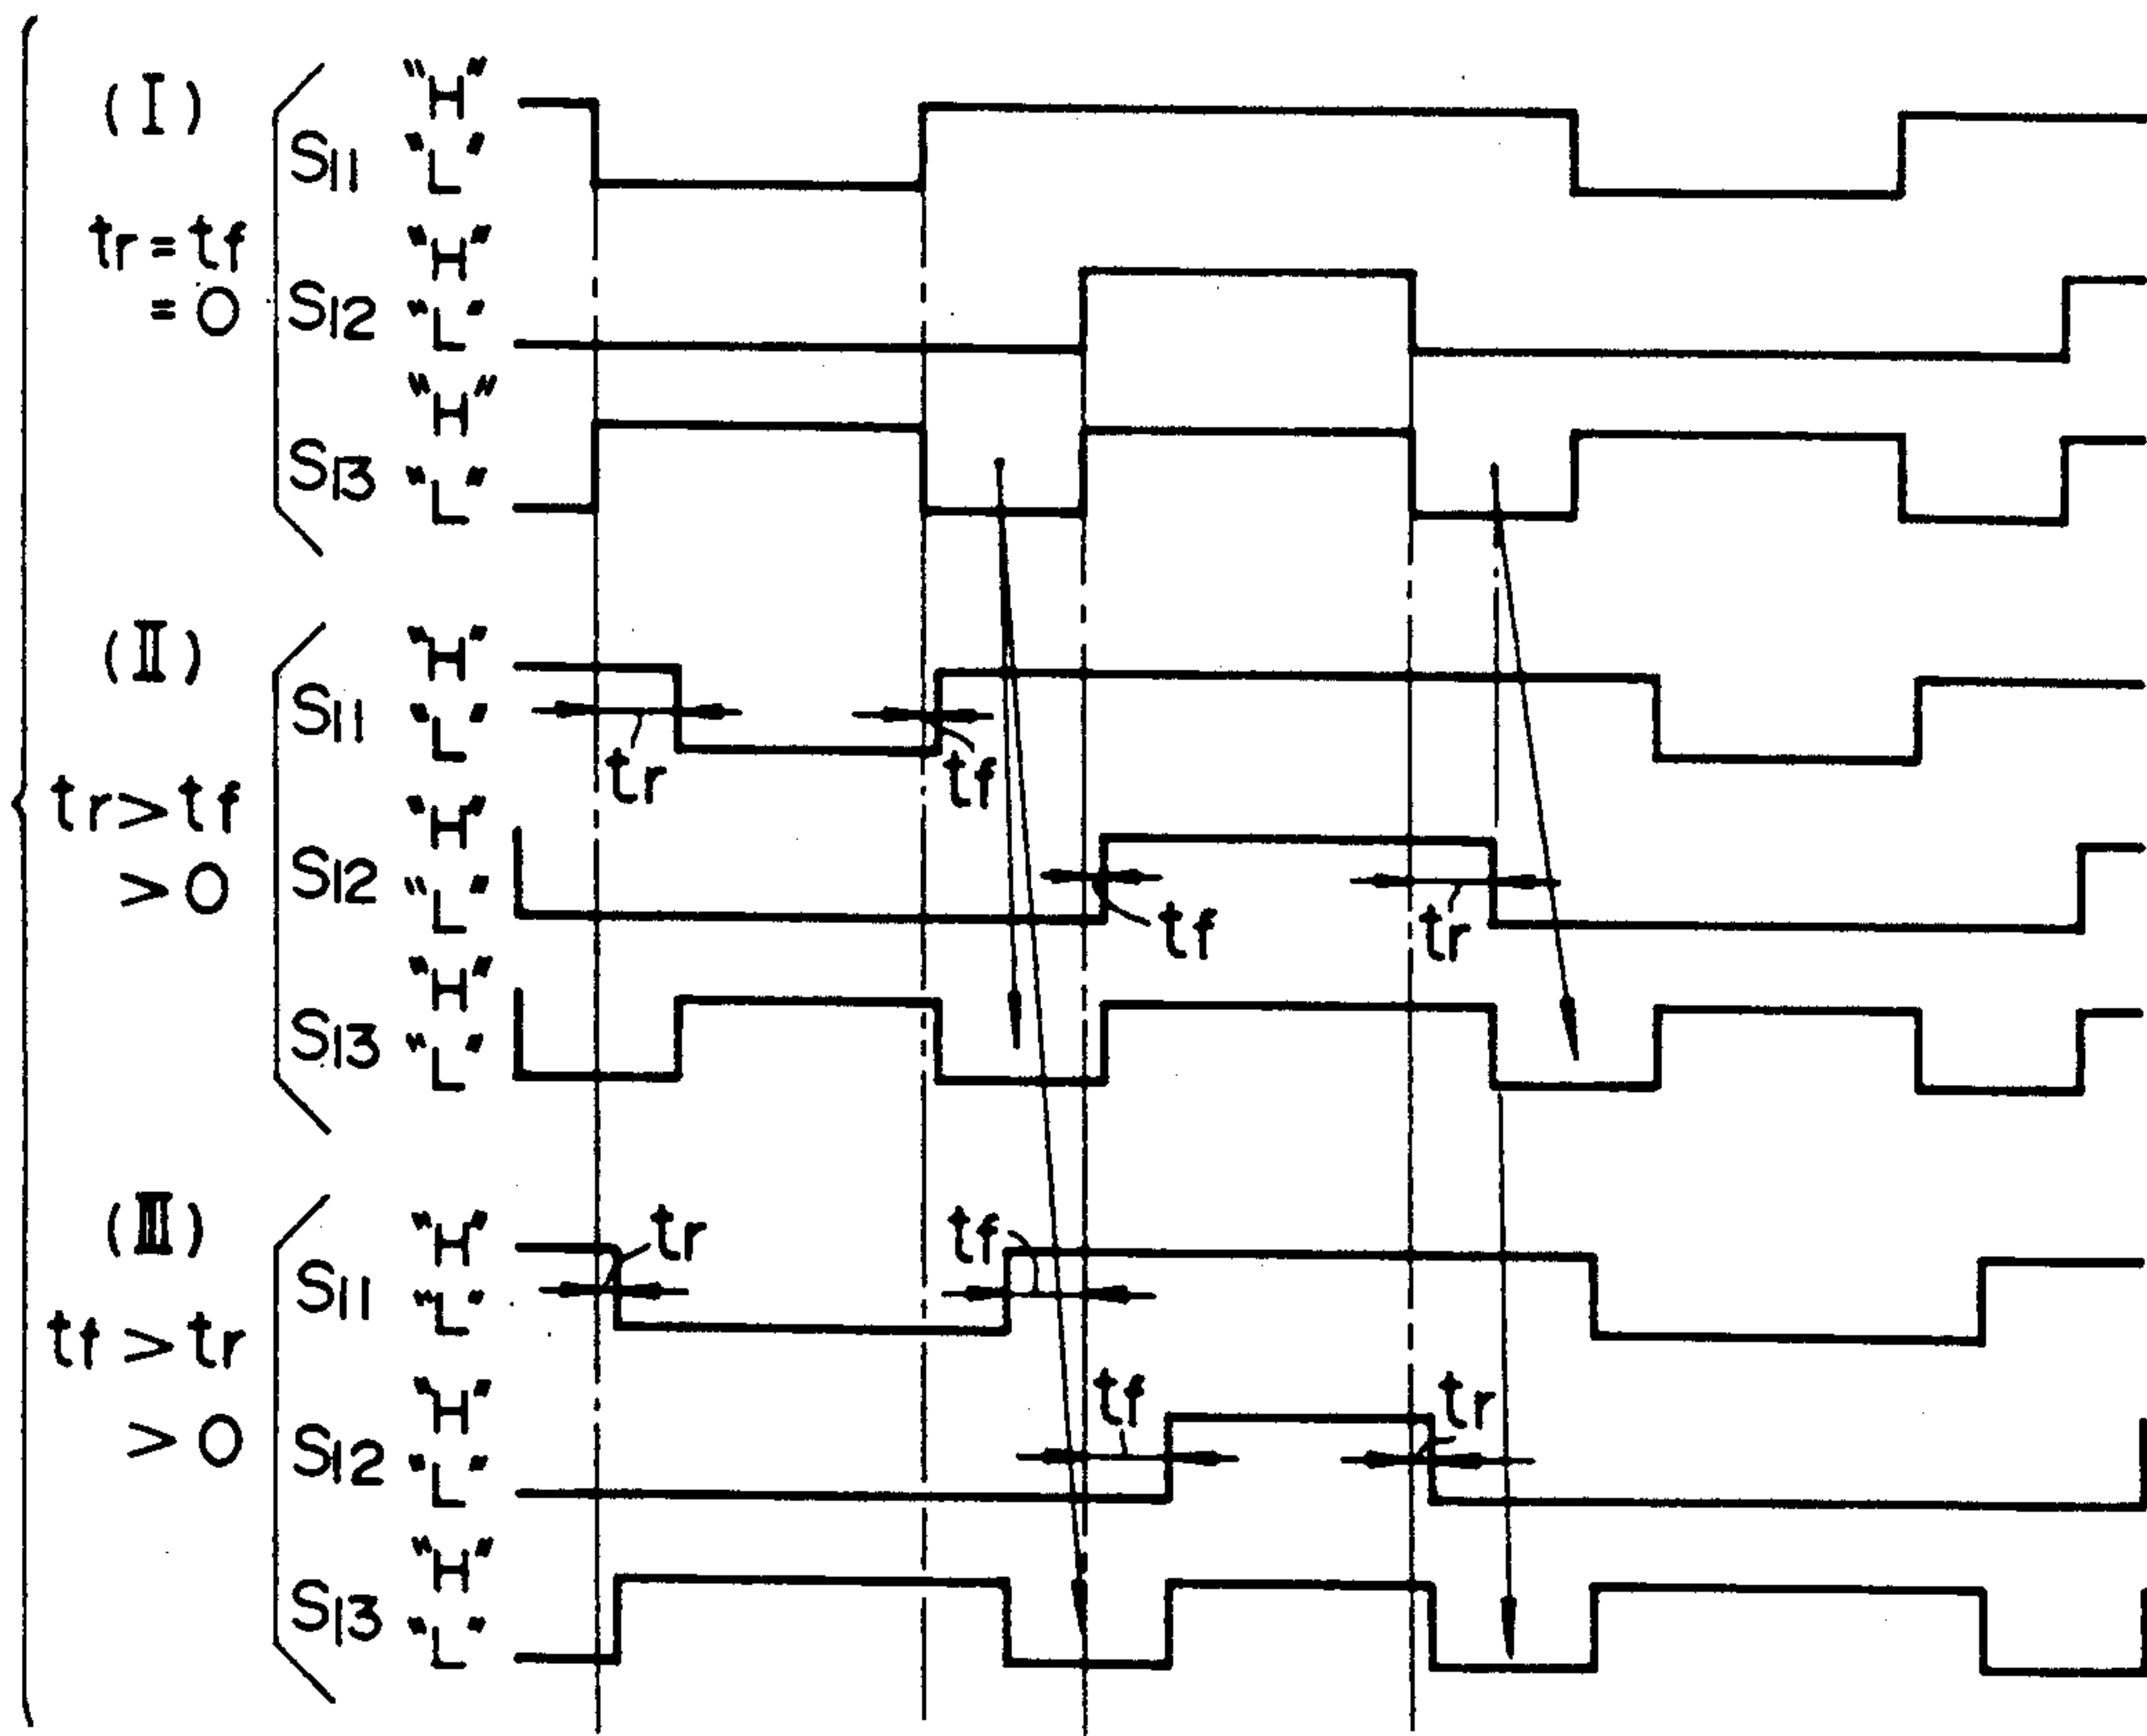 (I)
tr=tf
=0
S11 "H" "L"
S12 "H" "L"
S13 "H" "L"
(II)
tr>tf
>0
S11 "H" "L"
tr tf
S12 "H" "L"
tf tr
S13 "H" "L"
(III)
tf>tr
>0
S11 "H" "L"
tr tf
S12 "H" "L"
tf tr
S13 "H" "L"